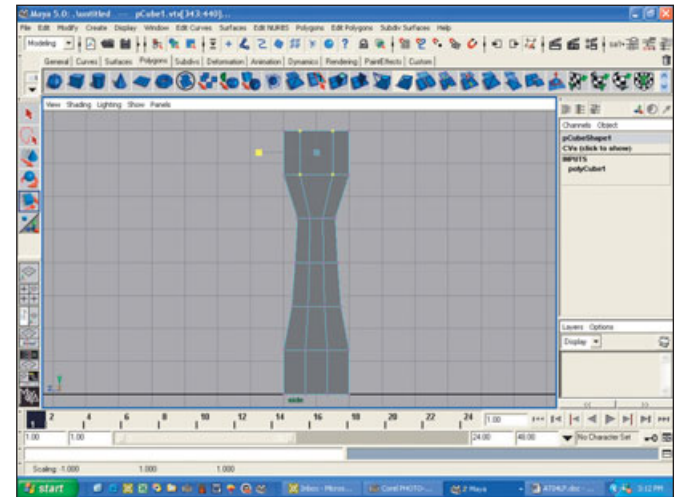 Maya 5.0: .\untitled --- pCube1.vtx[343:440]...
File Edit Modify Create Display Window Edit Curves Surfaces Edit NURBS Polygons Edit Polygons Subdiv Surfaces Help
Modeling
General Curves Surfaces Polygons Subdivs Deformation Animation Dynamics Rendering PaintEffects Custom
View Shading Lighting Show Panels
Channels Object
pCubeShape1
CVs (click to show)
INPUTS
polyCube1
Layers Options
Display
side
2 4 6 8 10 12 14 16 18 20 22 24 1.00
1
1.00 1.00 24.00 48.00 No Character Set
Scaling: -1.000 1.000 1.000
start Inbox - Micros... Corel PHOTO-... 2 Maya 3:12 PM